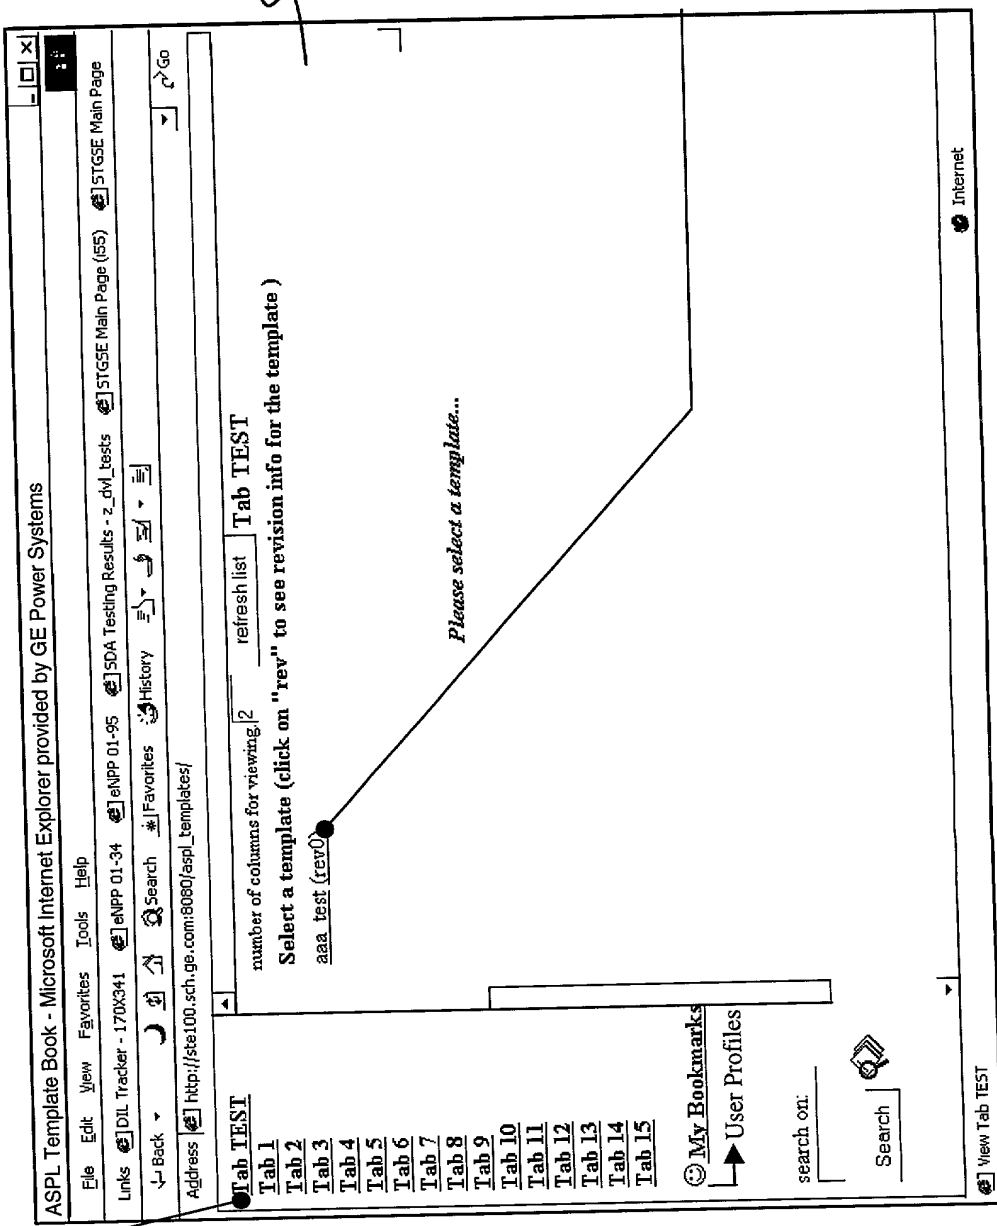 ASPL Template Book - Microsoft Internet Explorer provided by GE Power Systems
File Edit View Favorites Tools Help
Links DIL Tracker - 170X341 eNPP 01-34 eNPP 01-95 SDA Testing Results - z_dvl_tests STGSE Main Page (I55) STGSE Main Page STGSE Main Page
Back Search Favorites History
Address http://ste100.sch.ge.com:8080/aspl_templates/ Go
Tab TEST
Tab 1
Tab 2
Tab 3
Tab 4
Tab 5
Tab 6
Tab 7
Tab 8
Tab 9
Tab 10
Tab 11
Tab 12
Tab 13
Tab 14
Tab 15
My Bookmarks
User Profiles
search on:
Search
number of columns for viewing. 2 refresh list Tab TEST
Select a template (click on "rev" to see revision info for the template )
aaa test (rev0)
Please select a template...
View Tab TEST Internet